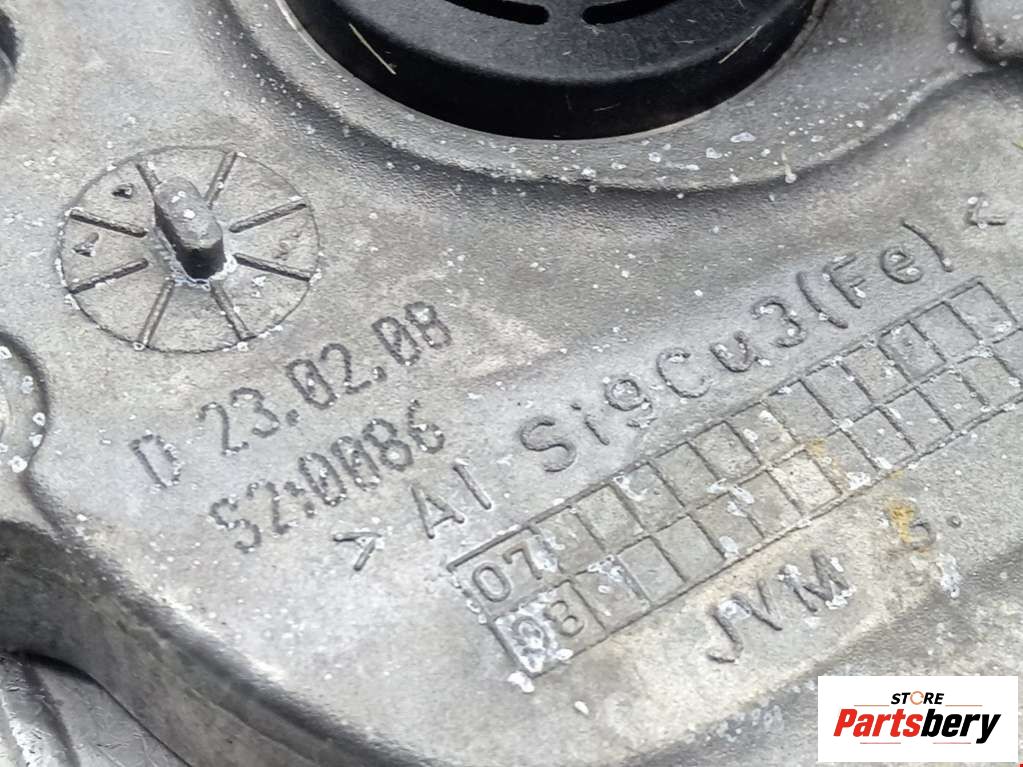 D 23.02.08
S2:0086
> Al Si9Cu3(Fe) <
07
08
JVM
STORE
Partsbery